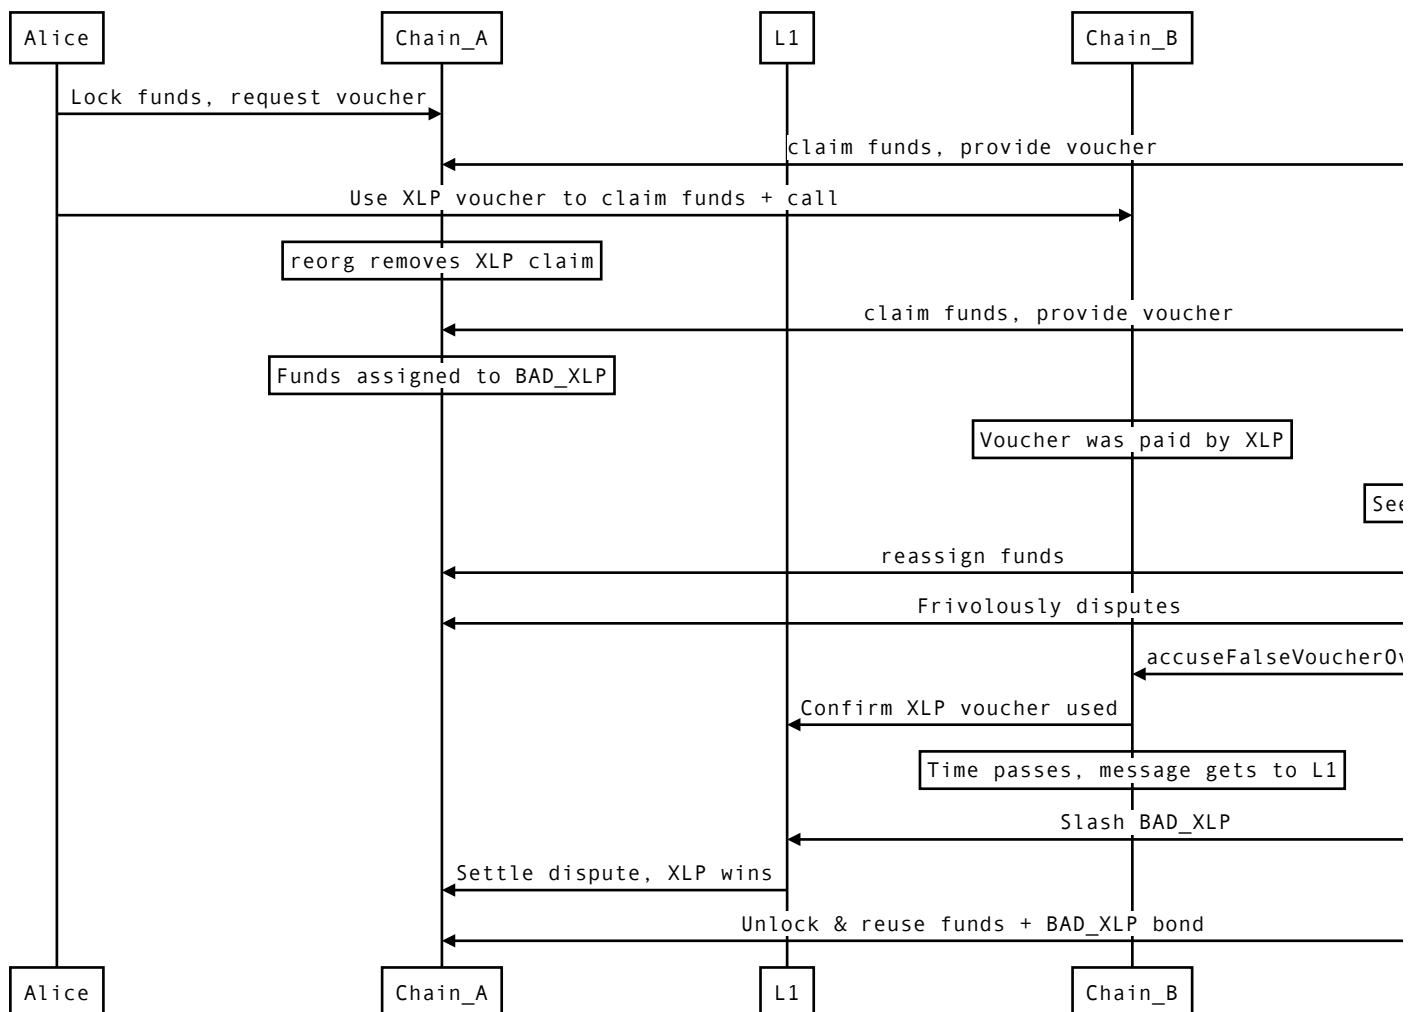 Alice Chain_A L1 Chain_B
Lock funds, request voucher
claim funds, provide voucher
Use XLP voucher to claim funds + call
reorg removes XLP claim
claim funds, provide voucher
Funds assigned to BAD_XLP
Voucher was paid by XLP
See
reassign funds
Frivolously disputes
accuseFalseVoucherOv
Confirm XLP voucher used
Time passes, message gets to L1
Slash BAD_XLP
Settle dispute, XLP wins
Unlock & reuse funds + BAD_XLP bond
Alice Chain_A L1 Chain_B